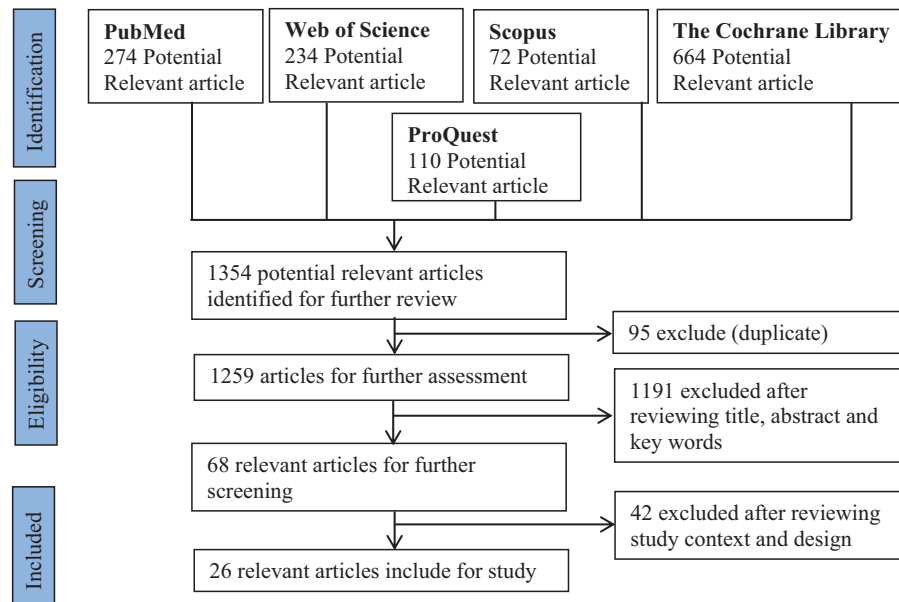 Identification
PubMed
274 Potential
Relevant article
Web of Science
234 Potential
Relevant article
Scopus
72 Potential
Relevant article
The Cochrane Library
664 Potential
Relevant article
ProQuest
110 Potential
Relevant article
Screening
1354 potential relevant articles
identified for further review
95 exclude (duplicate)
Eligibility
1259 articles for further assessment
1191 excluded after
reviewing title, abstract and
key words
68 relevant articles for further
screening
Included
42 excluded after reviewing
study context and design
26 relevant articles include for study